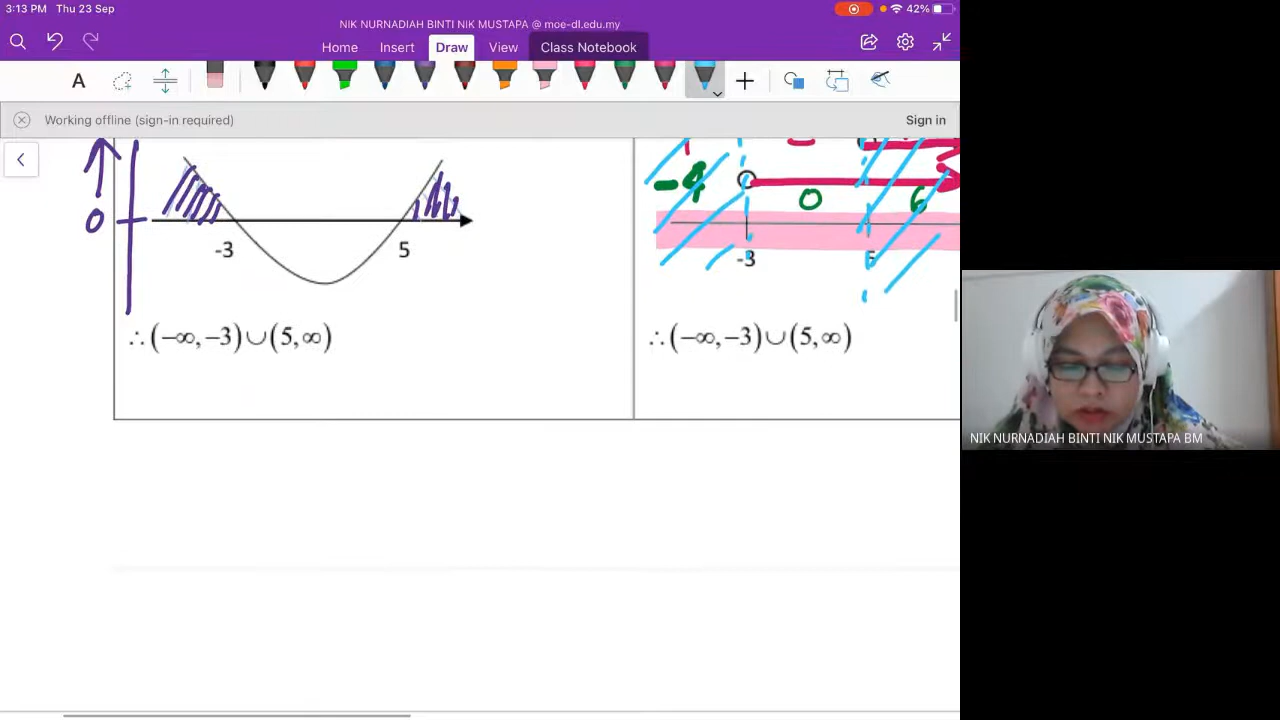 3:13 PM Thu 23 Sep
42%
NIK NURNADIAH BINTI NIK MUSTAPA @ moe-dl.edu.my
Home Insert Draw View Class Notebook
A
Working offline (sign-in required) Sign in
0
-3 5
-4 0 6
-3
∴(−∞,−3)∪(5,∞)
∴(−∞,−3)∪(5,∞)
NIK NURNADIAH BINTI NIK MUSTAPA BM